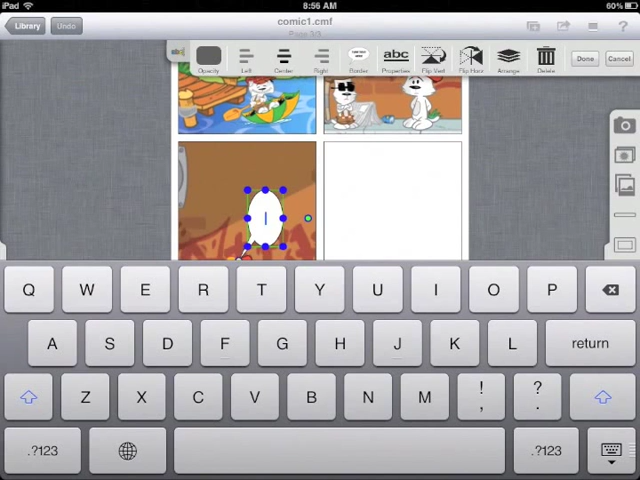 iPad 8:56 AM 60%
Library Undo comic1.cmf
Page 3/3
abc Done Cancel
Opacity Left Center Right Border Properties Flip Vert Flip Horz Arrange Delete
Q W E R T Y U I O P
A S D F G H J K L return
Z X C V B N M ! , ? .
.?123 .?123